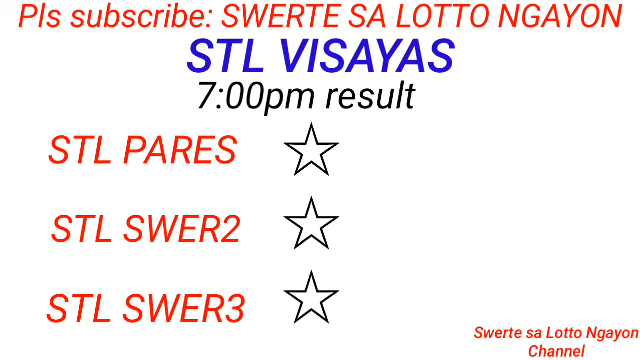 Pls subscribe: SWERTE SA LOTTO NGAYON
STL VISAYAS
7:00pm result
STL PARES
STL SWER2
STL SWER3
Swerte sa Lotto Ngayon
Channel